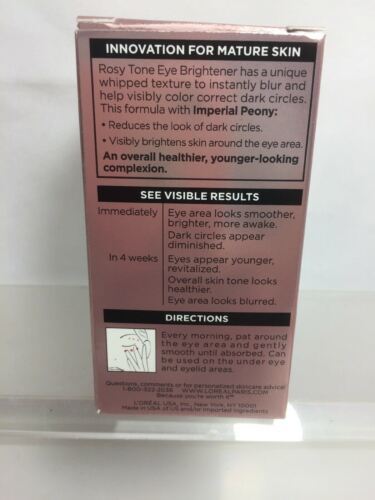 INNOVATION FOR MATURE SKIN
Rosy Tone Eye Brightener has a unique
whipped texture to instantly blur and
help visibly color correct dark circles.
This formula with Imperial Peony:
• Reduces the look of dark circles.
• Visibly brightens skin around the eye area.
An overall healthier, younger-looking
complexion.
SEE VISIBLE RESULTS
Immediately Eye area looks smoother,
brighter, more awake.
Dark circles appear
diminished.
In 4 weeks Eyes appear younger,
revitalized.
Overall skin tone looks
healthier.
Eye area looks blurred.
DIRECTIONS
Every morning, pat around
the eye area and gently
smooth until absorbed. Can
be used on the under eye
and eyelid areas.
Questions, comments or for personalized skincare advice:
1-800-322-2036 WWW.LOREALPARIS.COM
Because you're worth it™
L'ORÉAL USA, Inc., New York, NY 10001
Made in USA of US and/or imported ingredients